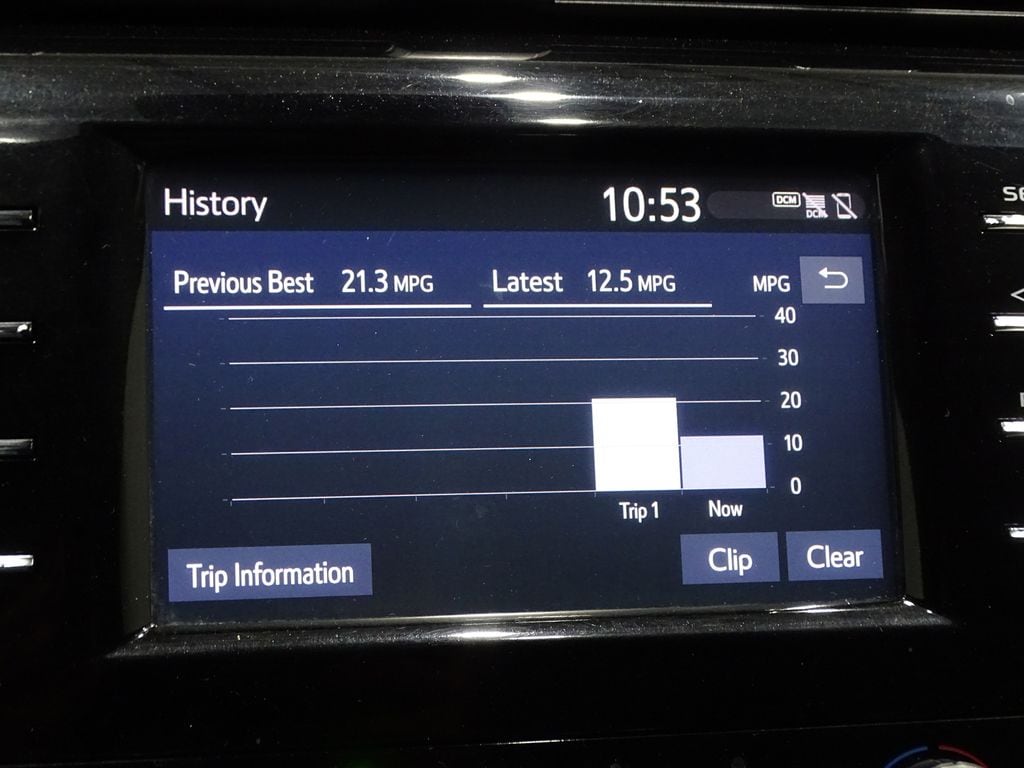 History 10:53 DCM
DCM
Previous Best 21.3 MPG Latest 12.5 MPG MPG
40
30
20
10
0
Trip 1 Now
Trip Information Clip Clear